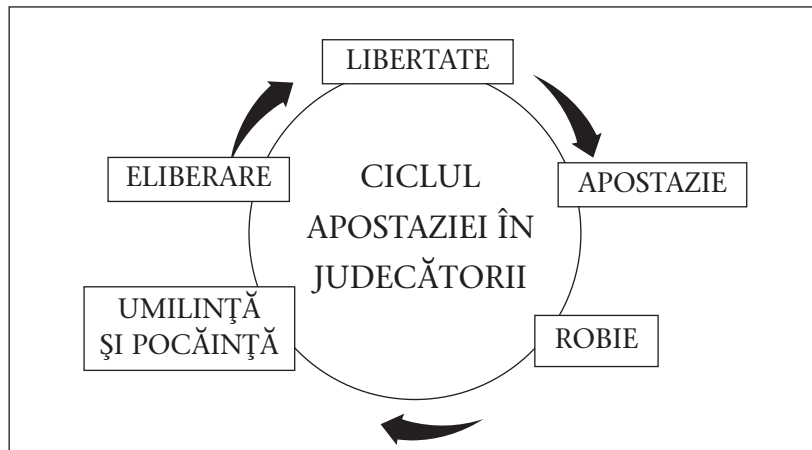 LIBERTATE
ELIBERARE
CICLUL
APOSTAZIEI ÎN
JUDECĂTORII
APOSTAZIE
UMILINŢĂ
ŞI POCĂINŢĂ
ROBIE